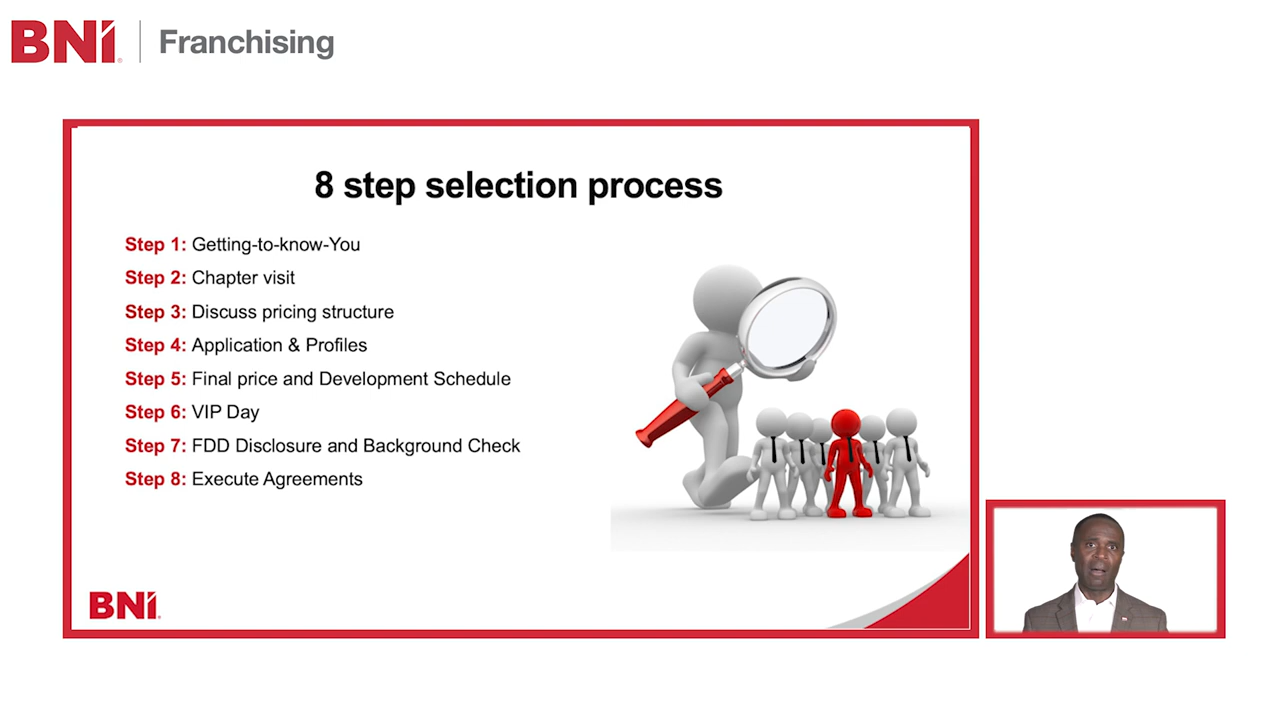 BNI® Franchising
8 step selection process
Step 1: Getting-to-know-You
Step 2: Chapter visit
Step 3: Discuss pricing structure
Step 4: Application & Profiles
Step 5: Final price and Development Schedule
Step 6: VIP Day
Step 7: FDD Disclosure and Background Check
Step 8: Execute Agreements
BNI®